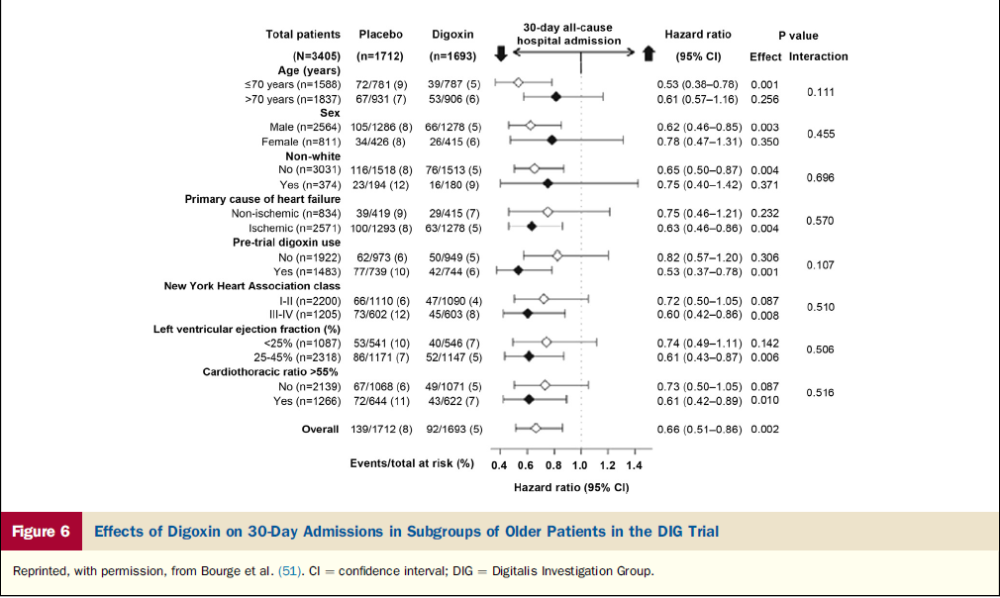 Total patients Placebo Digoxin 30-day all-cause hospital admission Hazard ratio P value
(N=3405) (n=1712) (n=1693) (95% CI) Effect Interaction
Age (years)
≤70 years (n=1588) 72/781 (9) 39/787 (5) 0.53 (0.38–0.78) 0.001 0.111
>70 years (n=1837) 67/931 (7) 53/906 (6) 0.61 (0.57–1.16) 0.256
Sex
Male (n=2564) 105/1286 (8) 66/1278 (5) 0.62 (0.46–0.85) 0.003 0.455
Female (n=811) 34/426 (8) 26/415 (6) 0.78 (0.47–1.31) 0.350
Non-white
No (n=3031) 116/1518 (8) 76/1513 (5) 0.65 (0.50–0.87) 0.004 0.696
Yes (n=374) 23/194 (12) 16/180 (9) 0.75 (0.40–1.42) 0.371
Primary cause of heart failure
Non-ischemic (n=834) 39/419 (9) 29/415 (7) 0.75 (0.46–1.21) 0.232 0.570
Ischemic (n=2571) 100/1293 (8) 63/1278 (5) 0.63 (0.46–0.86) 0.004
Pre-trial digoxin use
No (n=1922) 62/973 (6) 50/949 (5) 0.82 (0.57–1.20) 0.306 0.107
Yes (n=1483) 77/739 (10) 42/744 (6) 0.53 (0.37–0.78) 0.001
New York Heart Association class
I-II (n=2200) 66/1110 (6) 47/1090 (4) 0.72 (0.50–1.05) 0.087 0.510
III-IV (n=1205) 73/602 (12) 45/603 (8) 0.60 (0.42–0.86) 0.008
Left ventricular ejection fraction (%)
<25% (n=1087) 53/541 (10) 40/546 (7) 0.74 (0.49–1.11) 0.142 0.506
25-45% (n=2318) 86/1171 (7) 52/1147 (5) 0.61 (0.43–0.87) 0.006
Cardiothoracic ratio >55%
No (n=2139) 67/1068 (6) 49/1071 (5) 0.73 (0.50–1.05) 0.087 0.516
Yes (n=1266) 72/644 (11) 43/622 (7) 0.61 (0.42–0.89) 0.010
Overall 139/1712 (8) 92/1693 (5) 0.66 (0.51–0.86) 0.002
Events/total at risk (%) 0.4 0.6 0.8 1.0 1.2 1.4
Hazard ratio (95% CI)
Figure 6 Effects of Digoxin on 30-Day Admissions in Subgroups of Older Patients in the DIG Trial
Reprinted, with permission, from Bourge et al. (51). CI = confidence interval; DIG = Digitalis Investigation Group.